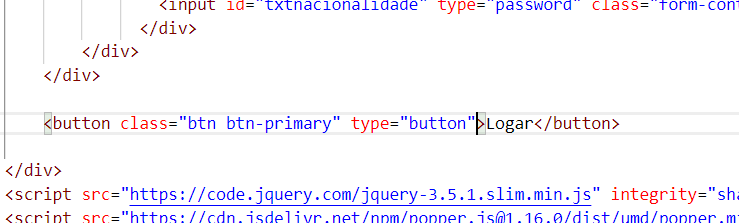 <input id="txtnacionalidade" type="password" class="form-cont
</div>
</div>
</div>
<button class="btn btn-primary" type="button">Logar</button>
</div>
<script src="https://code.jquery.com/jquery-3.5.1.slim.min.js" integrity="sha
<script src="https://cdn.jsdelivr.net/npm/popper.js@1.16.0/dist/umd/popper.mi